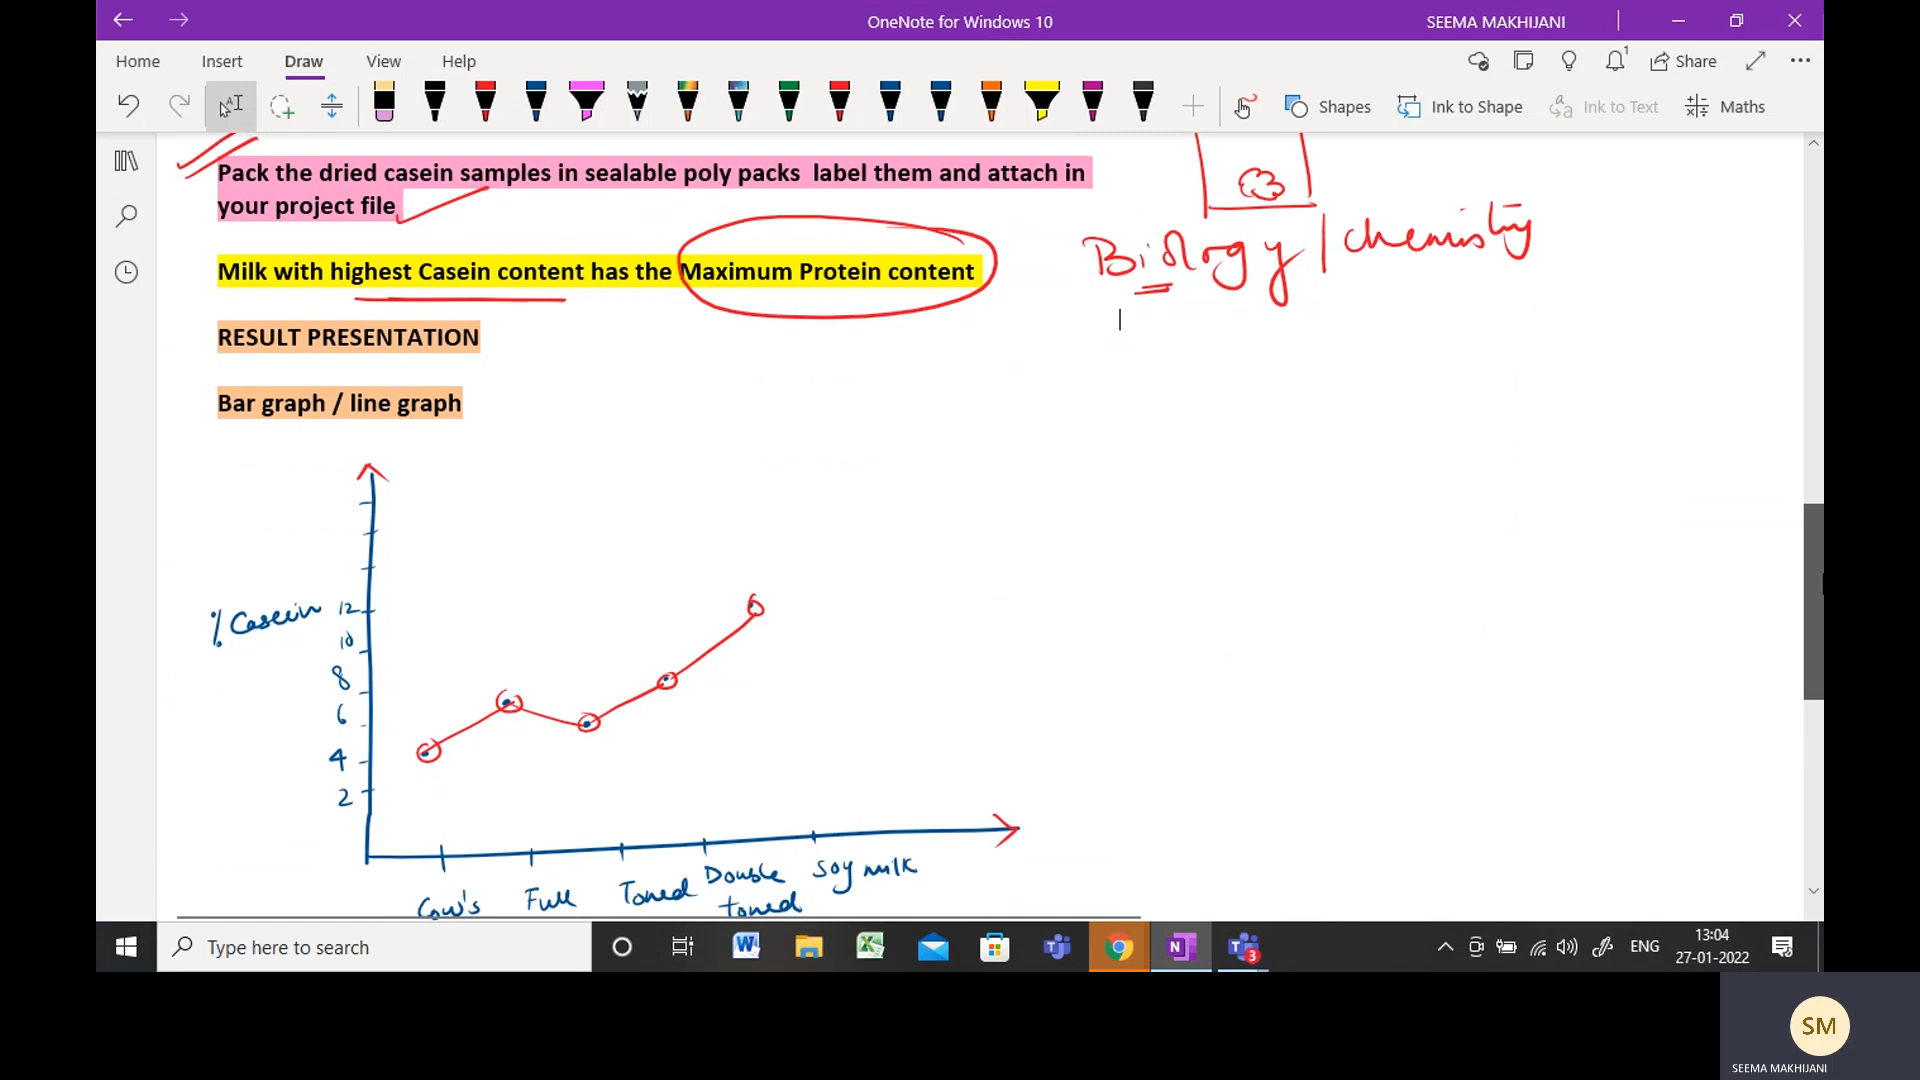 OneNote for Windows 10
SEEMA MAKHIJANI
Home Insert Draw View Help
1
Share
Shapes
Ink to Shape
Ink to Text
Maths
Pack the dried casein samples in sealable poly packs label them and attach in
your project file
Biology / chemistry
Milk with highest Casein content has the Maximum Protein content
RESULT PRESENTATION
Bar graph / line graph
% Casein
12
10
8
6
4
2
Cow's
Full
Toned
Double
toned
Soy milk
Type here to search
3
ENG
13:04
27-01-2022
SM
SEEMA MAKHIJANI